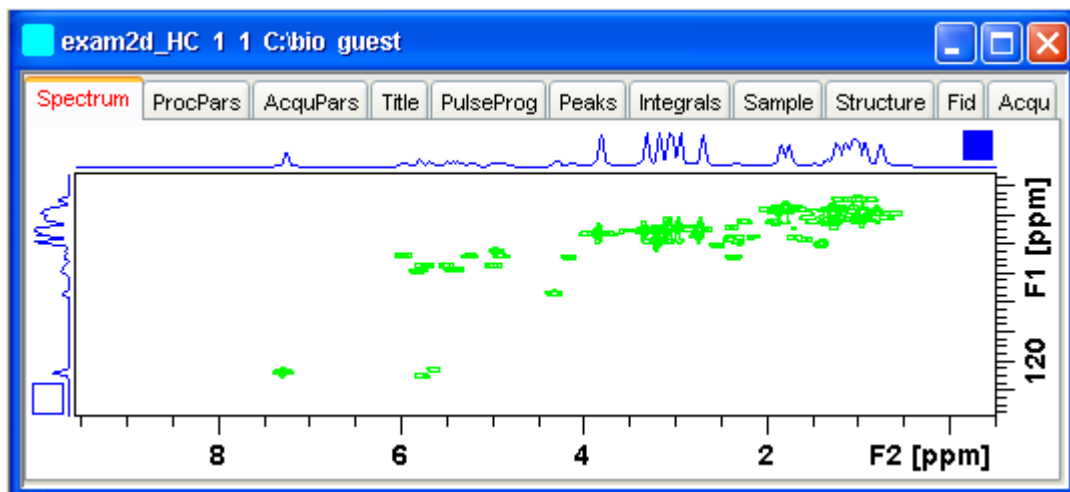 exam2d_HC 1 1 C:\bio guest
Spectrum ProcPars AcquPars Title PulseProg Peaks Integrals Sample Structure Fid Acqu
F1 [ppm]
120
8 6 4 2 F2 [ppm]